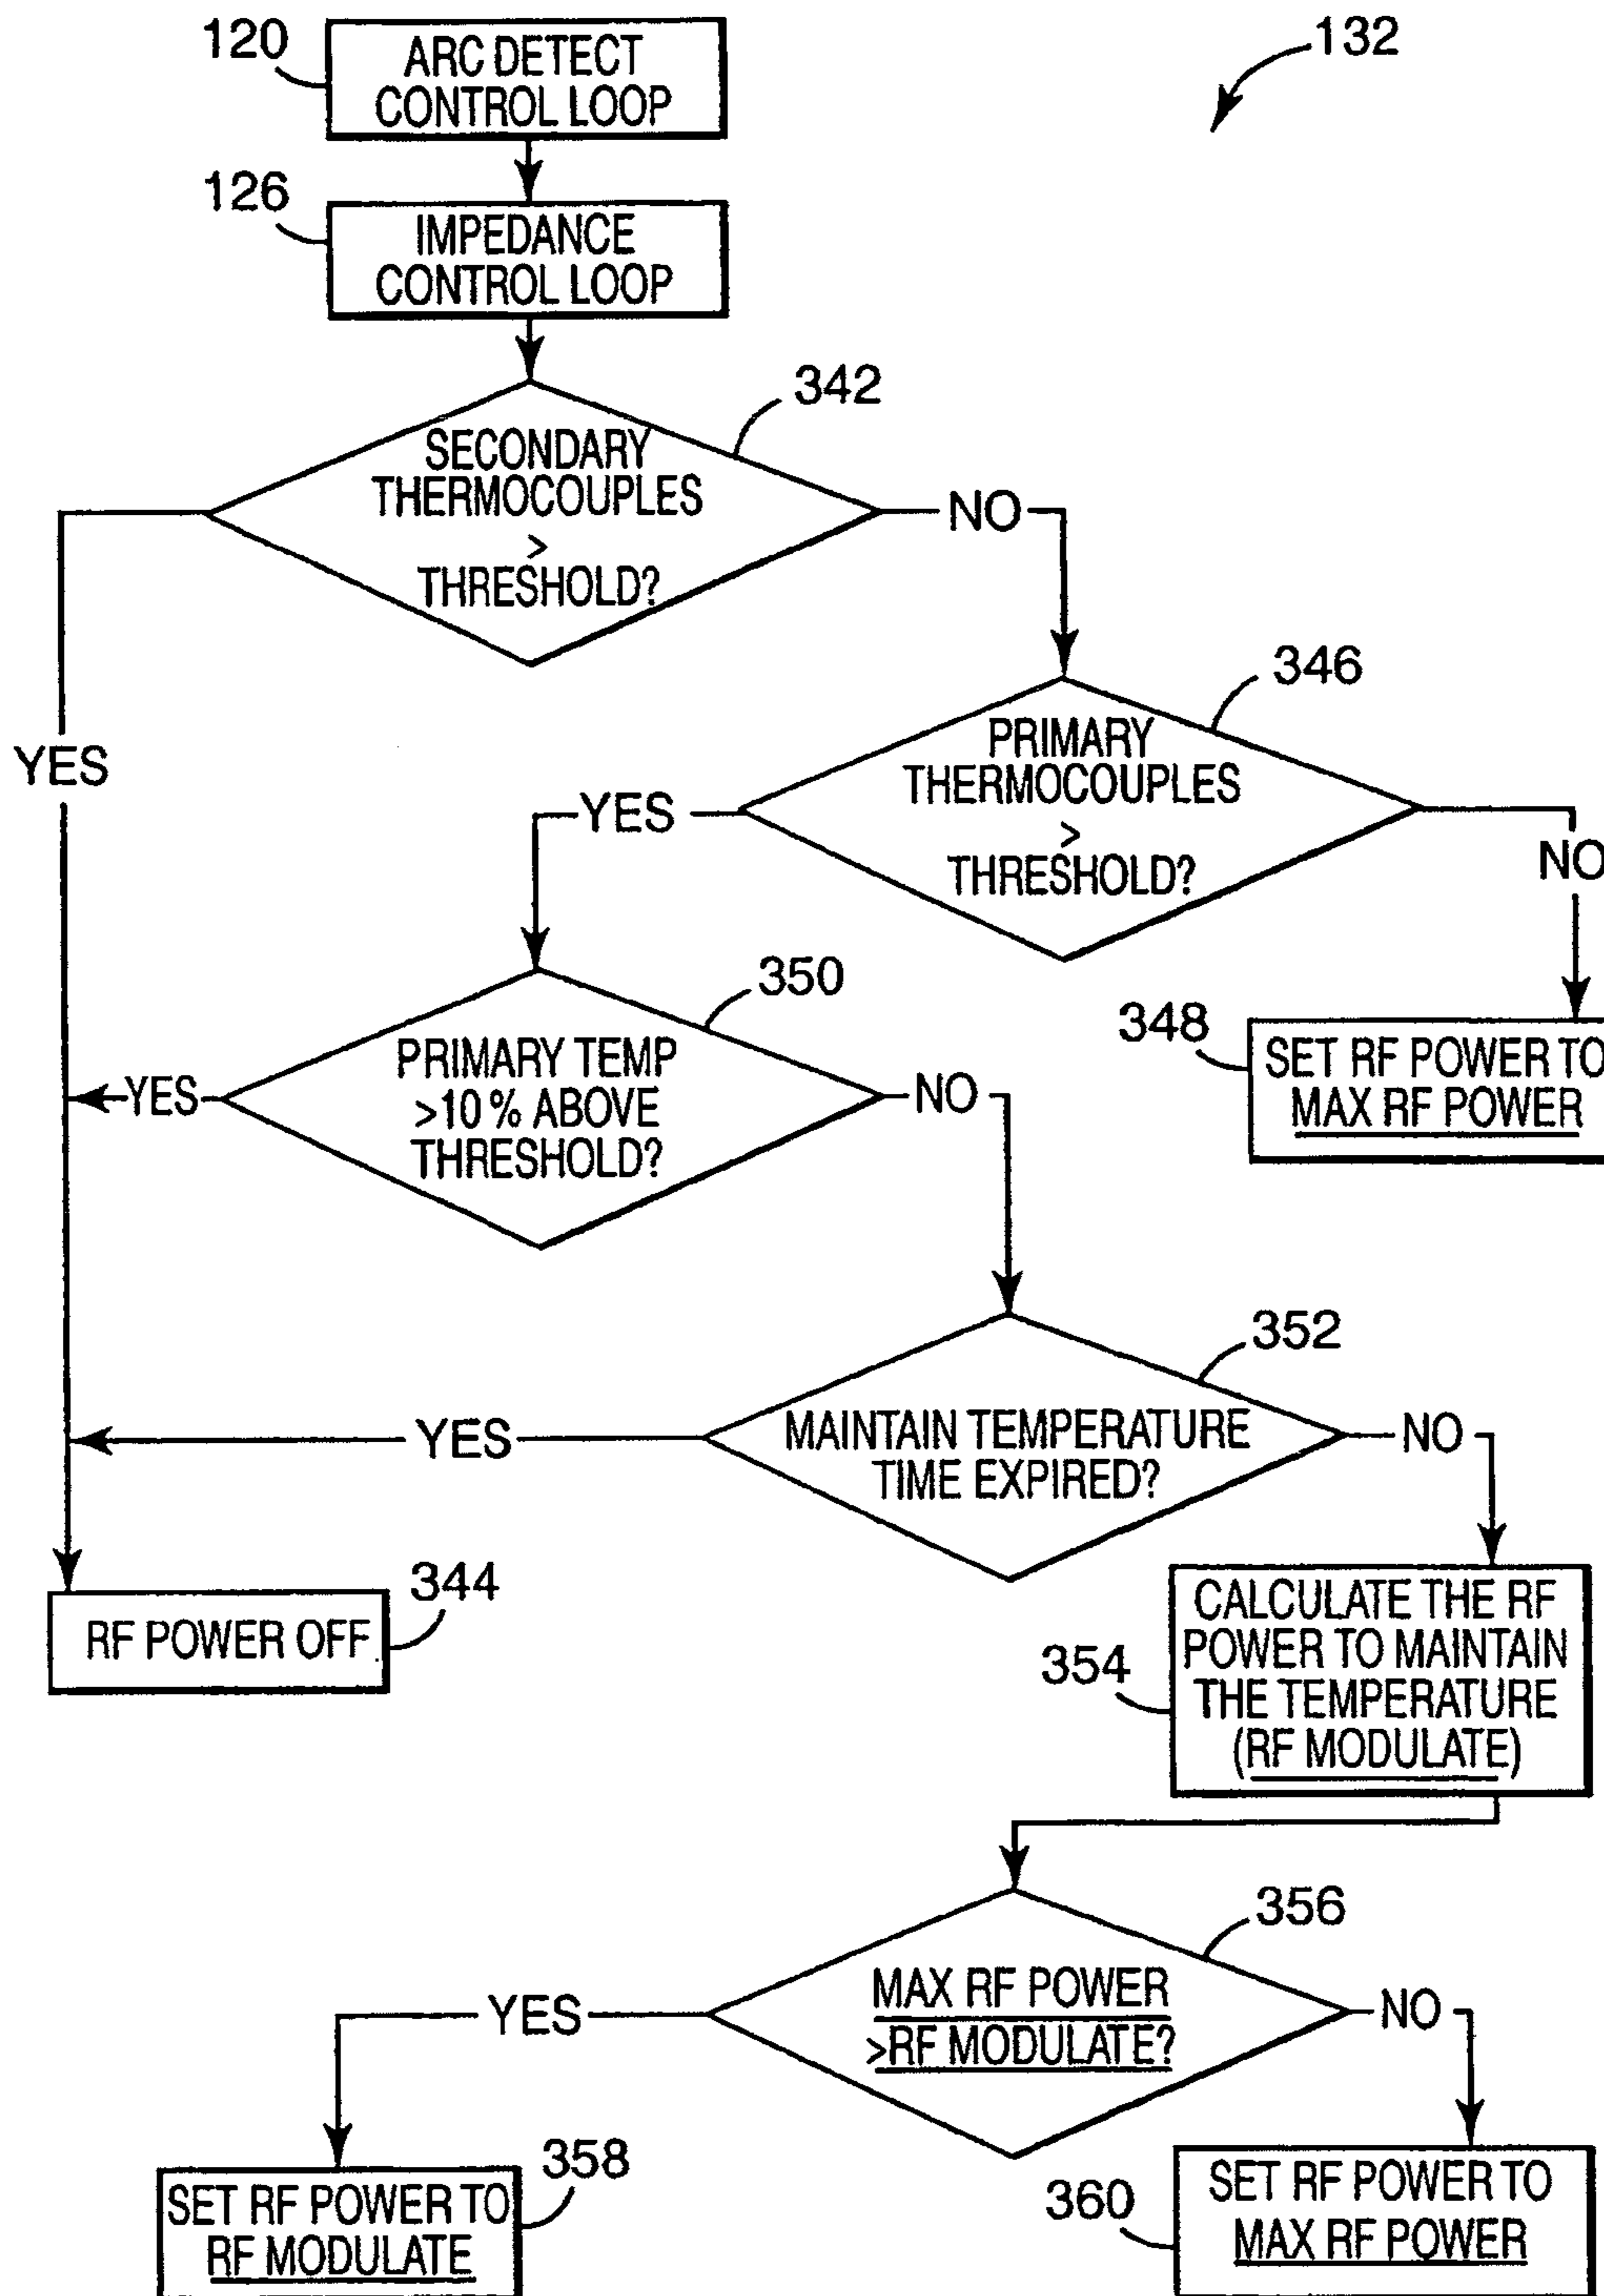 120
ARC DETECT
CONTROL LOOP
132
126
IMPEDANCE
CONTROL LOOP
342
SECONDARY
THERMOCOUPLES
>
THRESHOLD?
NO
YES
346
PRIMARY
THERMOCOUPLES
>
THRESHOLD?
YES
NO
350
PRIMARY TEMP
>10% ABOVE
THRESHOLD?
YES
NO
348
SET RF POWER TO
MAX RF POWER
352
MAINTAIN TEMPERATURE
TIME EXPIRED?
YES
NO
344
RF POWER OFF
354
CALCULATE THE RF
POWER TO MAINTAIN
THE TEMPERATURE
(RF MODULATE)
356
MAX RF POWER
>RF MODULATE?
YES
NO
358
SET RF POWER TO
RF MODULATE
360
SET RF POWER TO
MAX RF POWER